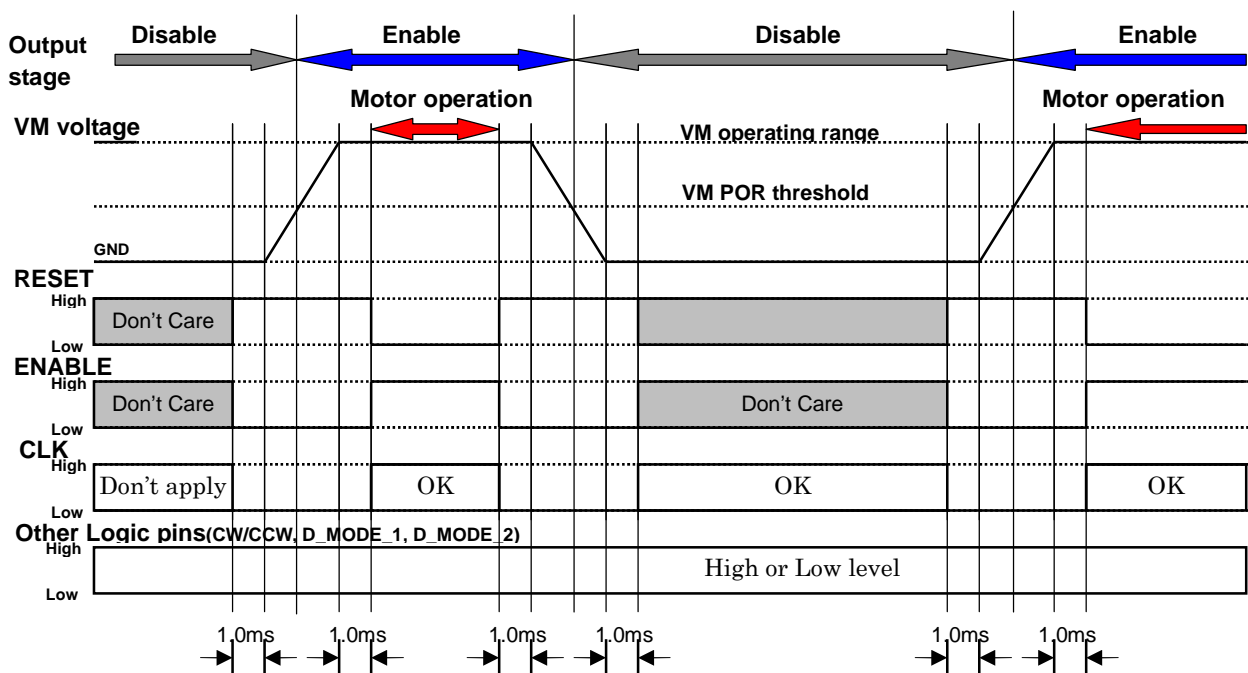 Disable
Enable
Disable
Enable
Output
stage
Motor operation
Motor operation
VM voltage
VM operating range
VM POR threshold
GND
RESET
High
Don't Care
Low
ENABLE
High
Don't Care
Don't Care
Low
CLK
High
Don't apply
OK
OK
OK
Low
Other Logic pins(CW/CCW, D_MODE_1, D_MODE_2)
High
High or Low level
Low
1.0ms
1.0ms
1.0ms
1.0ms
1.0ms
1.0ms